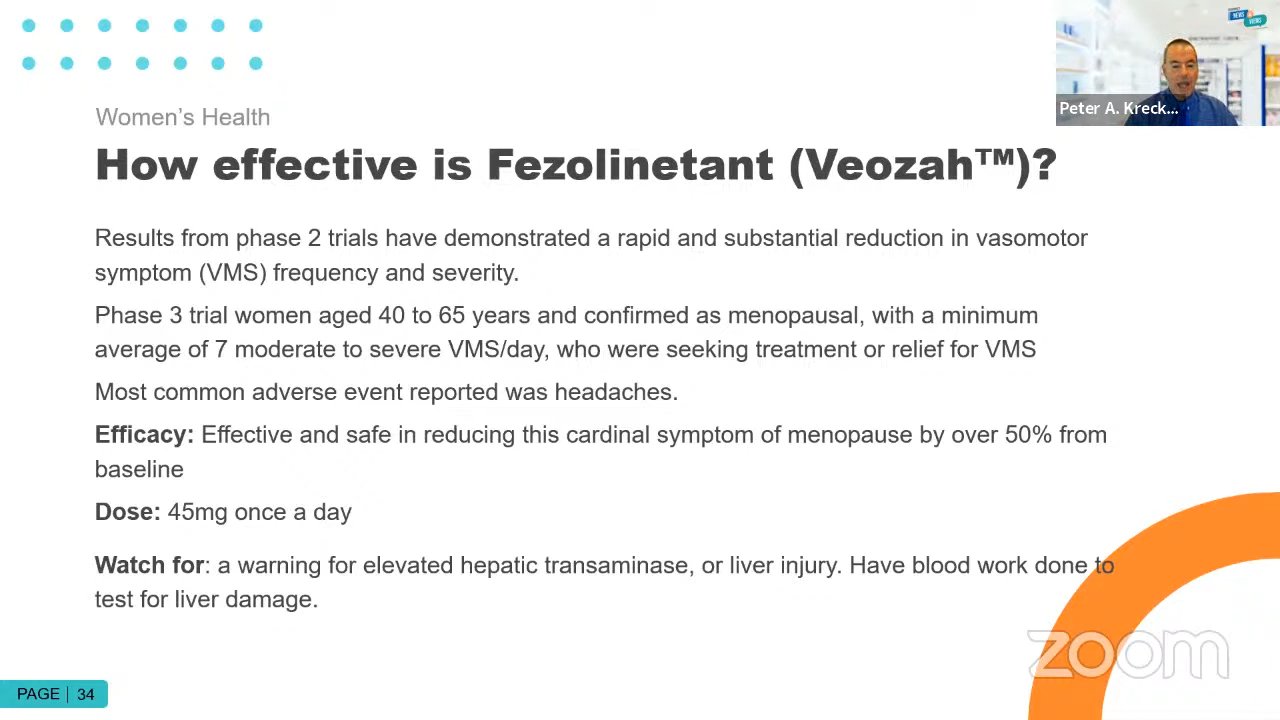 NEWS
VIEWS
Peter A. Kreck...
Women's Health
How effective is Fezolinetant (Veozah™)?
Results from phase 2 trials have demonstrated a rapid and substantial reduction in vasomotor
symptom (VMS) frequency and severity.
Phase 3 trial women aged 40 to 65 years and confirmed as menopausal, with a minimum
average of 7 moderate to severe VMS/day, who were seeking treatment or relief for VMS
Most common adverse event reported was headaches.
Efficacy: Effective and safe in reducing this cardinal symptom of menopause by over 50% from
baseline
Dose: 45mg once a day
Watch for: a warning for elevated hepatic transaminase, or liver injury. Have blood work done to
test for liver damage.
zoom
PAGE | 34